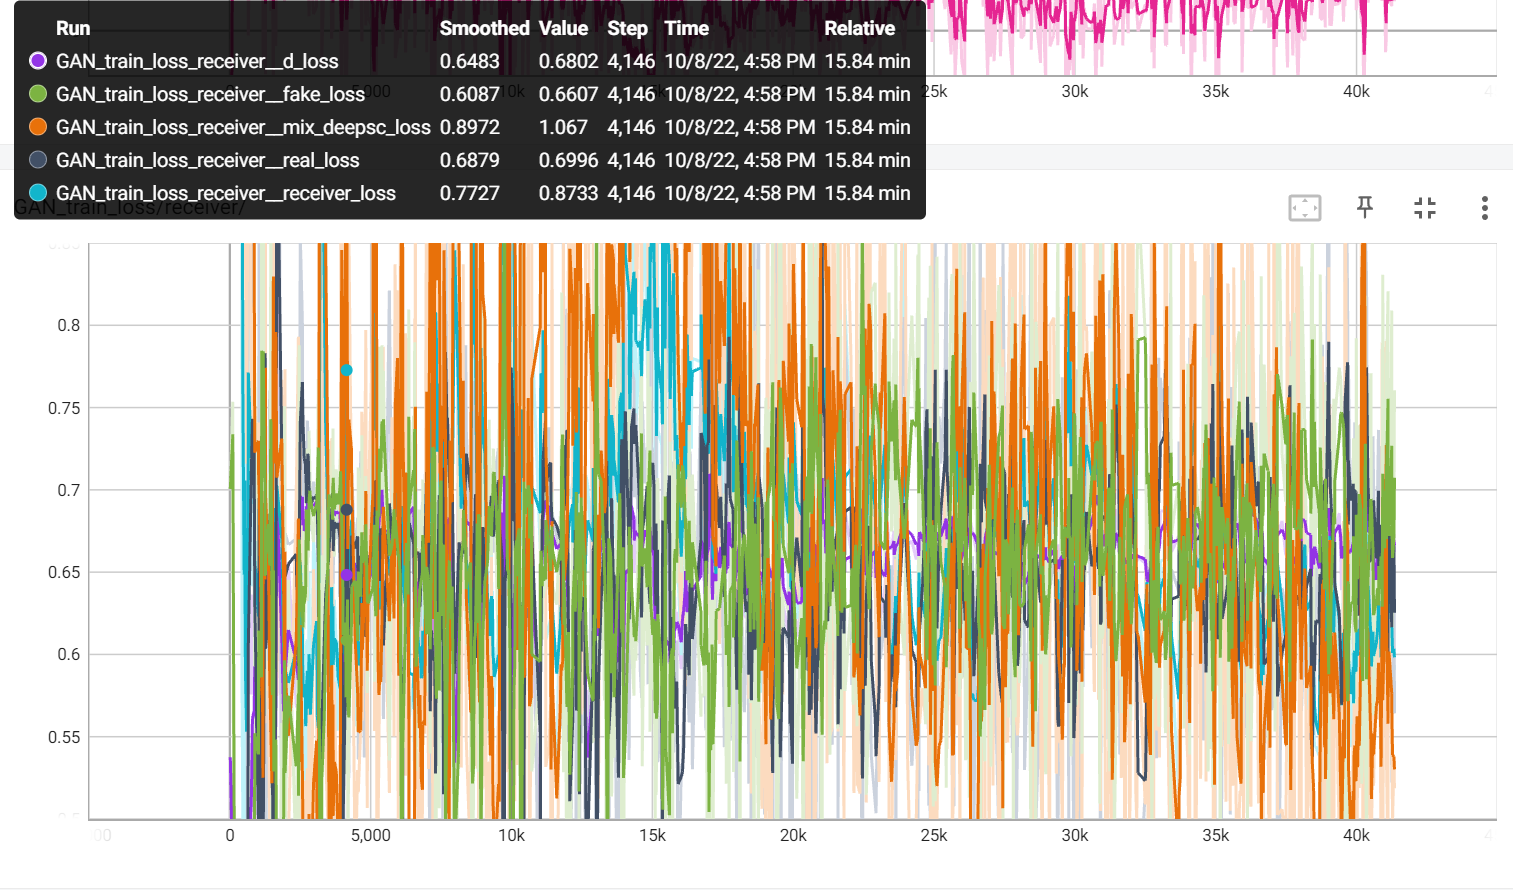 Run Smoothed Value Step Time Relative
GAN_train_loss_receiver__d_loss 0.6483 0.6802 4,146 10/8/22, 4:58 PM 15.84 min
GAN_train_loss_receiver__fake_loss 0.6087 0.6607 4,146 10/8/22, 4:58 PM 15.84 min
GAN_train_loss_receiver__mix_deepsc_loss 0.8972 1.067 4,146 10/8/22, 4:58 PM 15.84 min
GAN_train_loss_receiver__real_loss 0.6879 0.6996 4,146 10/8/22, 4:58 PM 15.84 min
GAN_train_loss_receiver__receiver_loss 0.7727 0.8733 4,146 10/8/22, 4:58 PM 15.84 min
25k 30k 35k 40k
GAN_train_loss/receiver/
0.8
0.75
0.7
0.65
0.6
0.55
0 5,000 10k 15k 20k 25k 30k 35k 40k